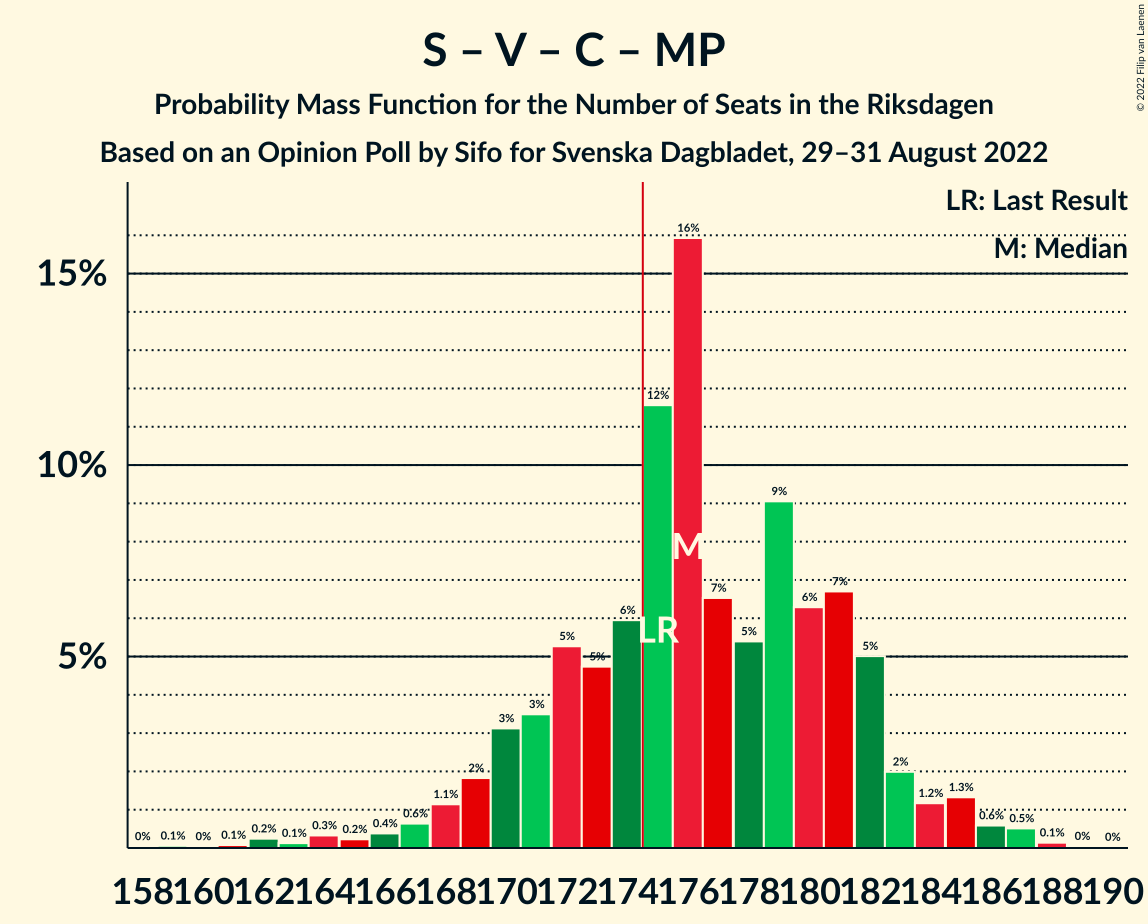 S – V – C – MP
Probability Mass Function for the Number of Seats in the Riksdagen
Based on an Opinion Poll by Sifo for Svenska Dagbladet, 29–31 August 2022
© 2022 Filip van Laenen
LR: Last Result
M: Median
15%
10%
5%
0% 0.1% 0% 0.1% 0.2% 0.1% 0.3% 0.2% 0.4% 0.6% 1.1% 2% 3% 3% 5% 5% 6% 12% 16% 7% 5% 9% 6% 7% 5% 2% 1.2% 1.3% 0.6% 0.5% 0.1% 0% 0%
M
LR
158 160 162 164 166 168 170 172 174 176 178 180 182 184 186 188 190